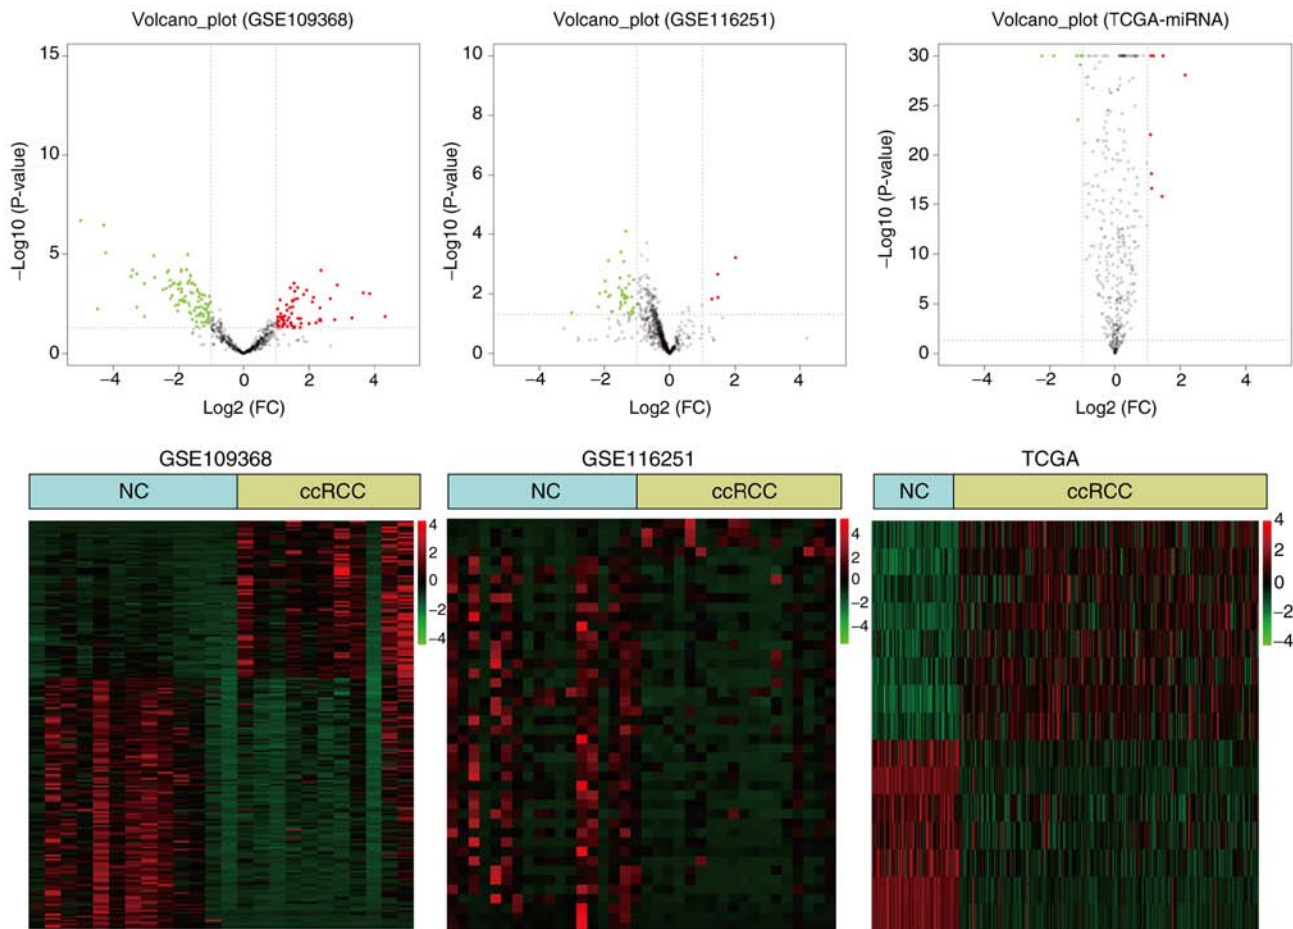 Volcano_plot (GSE109368)
15
10
5
0
−Log10 (P-value)
−4 −2 0 2 4
Log2 (FC)
Volcano_plot (GSE116251)
10
8
6
4
2
0
−Log10 (P-value)
−4 −2 0 2 4
Log2 (FC)
Volcano_plot (TCGA-miRNA)
30
25
20
15
10
5
0
−Log10 (P-value)
−4 −2 0 2 4
Log2 (FC)
GSE109368
NC ccRCC
4
2
0
−2
−4
GSE116251
NC ccRCC
4
2
0
−2
−4
TCGA
NC ccRCC
4
2
0
−2
−4